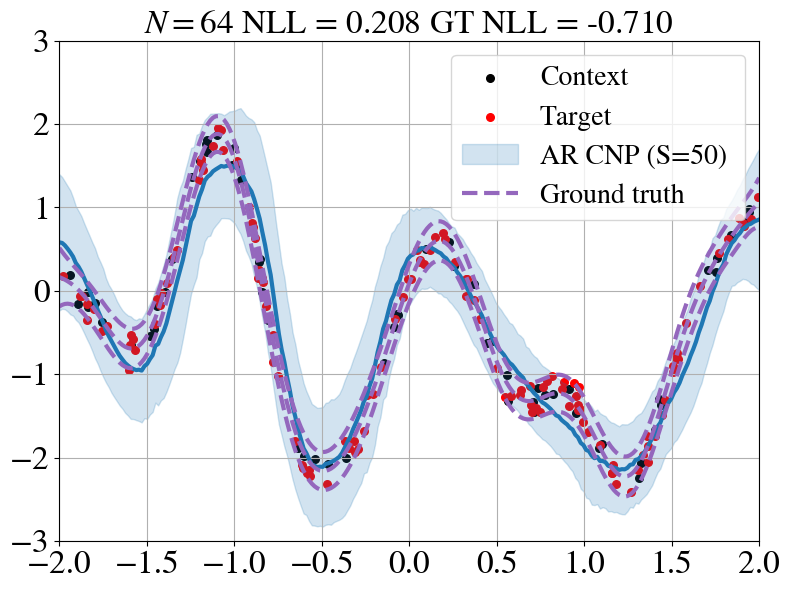 N = 64 NLL = 0.208 GT NLL = -0.710
3
2
1
0
−1
−2
−3
Context
Target
AR CNP (S=50)
Ground truth
−2.0 −1.5 −1.0 −0.5 0.0 0.5 1.0 1.5 2.0